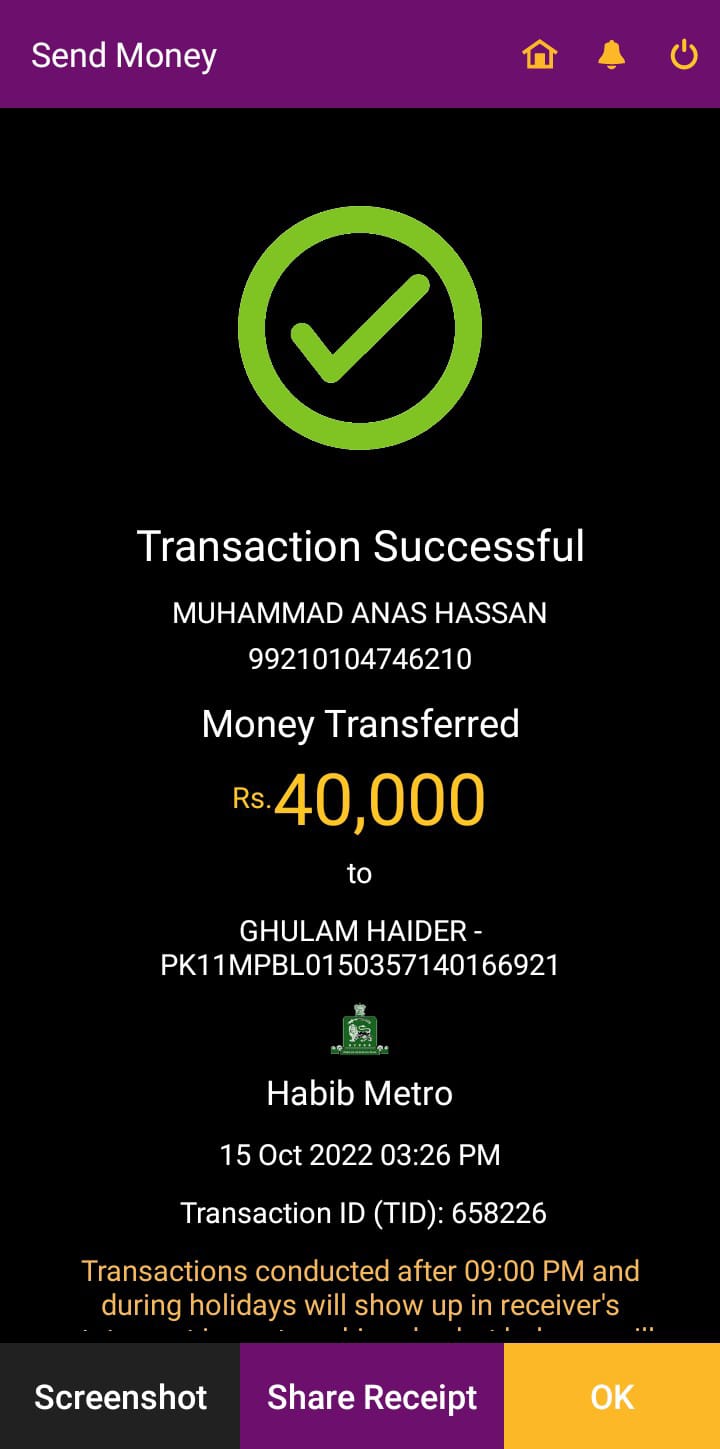 Send Money
Transaction Successful
MUHAMMAD ANAS HASSAN
99210104746210
Money Transferred
Rs.40,000
to
GHULAM HAIDER -
PK11MPBL0150357140166921
Habib Metro
15 Oct 2022 03:26 PM
Transaction ID (TID): 658226
Transactions conducted after 09:00 PM and
during holidays will show up in receiver's
Screenshot
Share Receipt
OK